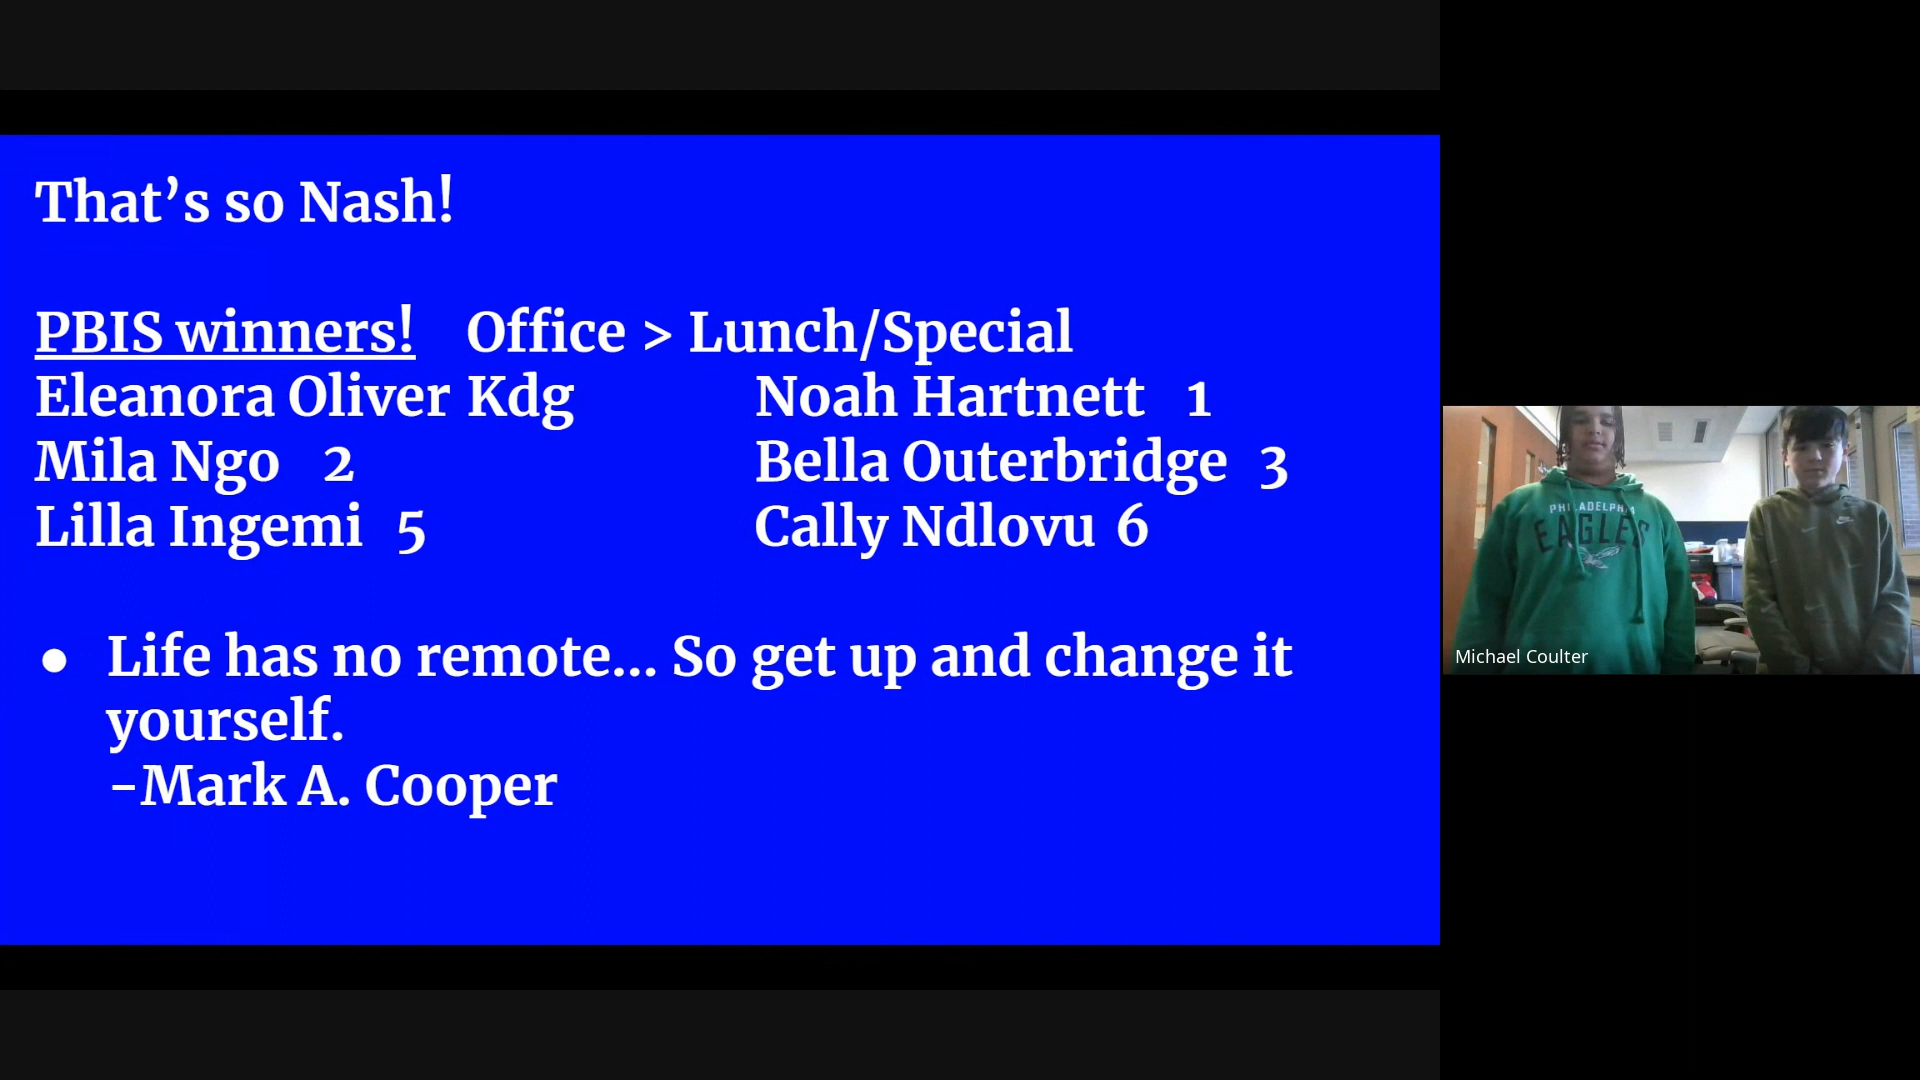 That’s so Nash!
PBIS winners! Office > Lunch/Special
Eleanora Oliver Kdg Noah Hartnett 1
Mila Ngo 2 Bella Outerbridge 3
Lilla Ingemi 5 Cally Ndlovu 6
● Life has no remote... So get up and change it
yourself.
-Mark A. Cooper
PHILADELPHIA
EAGLES
Michael Coulter